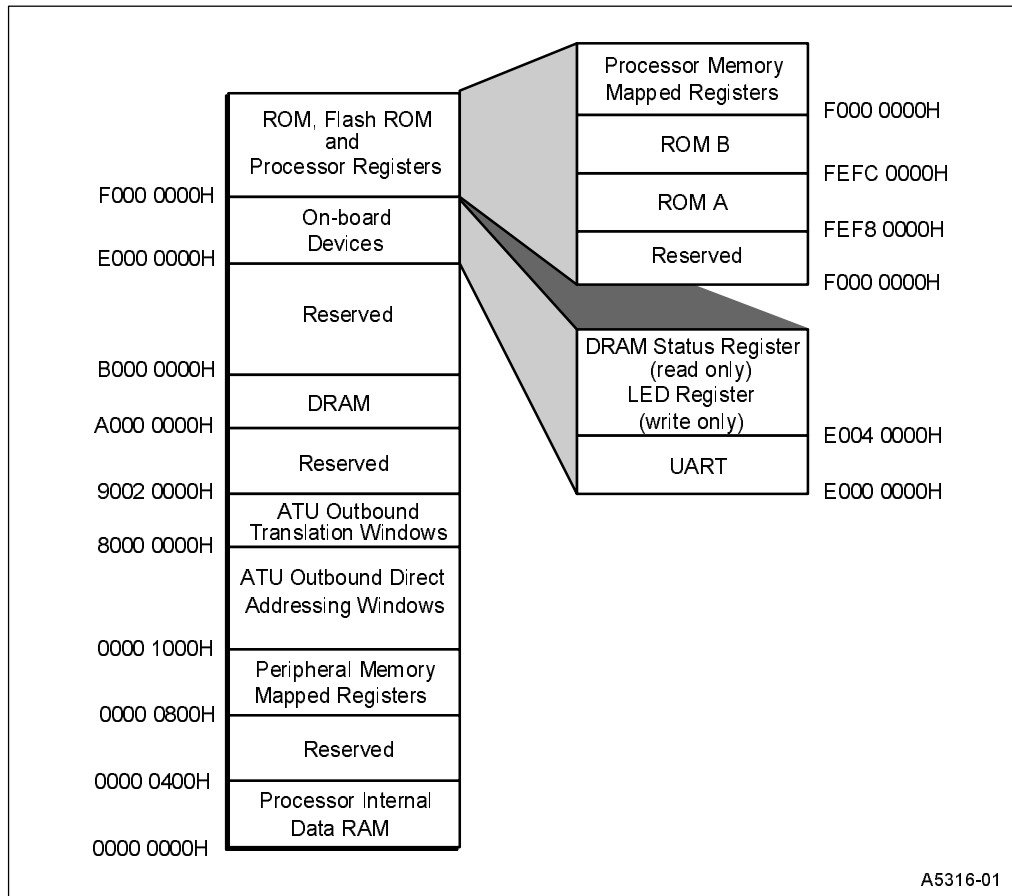 ROM, Flash ROM
and
Processor Registers
F000 0000H
On-board
Devices
E000 0000H
Reserved
B000 0000H
DRAM
A000 0000H
Reserved
9002 0000H
ATU Outbound
Translation Windows
8000 0000H
ATU Outbound Direct
Addressing Windows
0000 1000H
Peripheral Memory
Mapped Registers
0000 0800H
Reserved
0000 0400H
Processor Internal
Data RAM
0000 0000H
Processor Memory
Mapped Registers
F000 0000H
ROM B
FEFC 0000H
ROM A
FEF8 0000H
Reserved
F000 0000H
DRAM Status Register
(read only)
LED Register
(write only)
E004 0000H
UART
E000 0000H
A5316-01